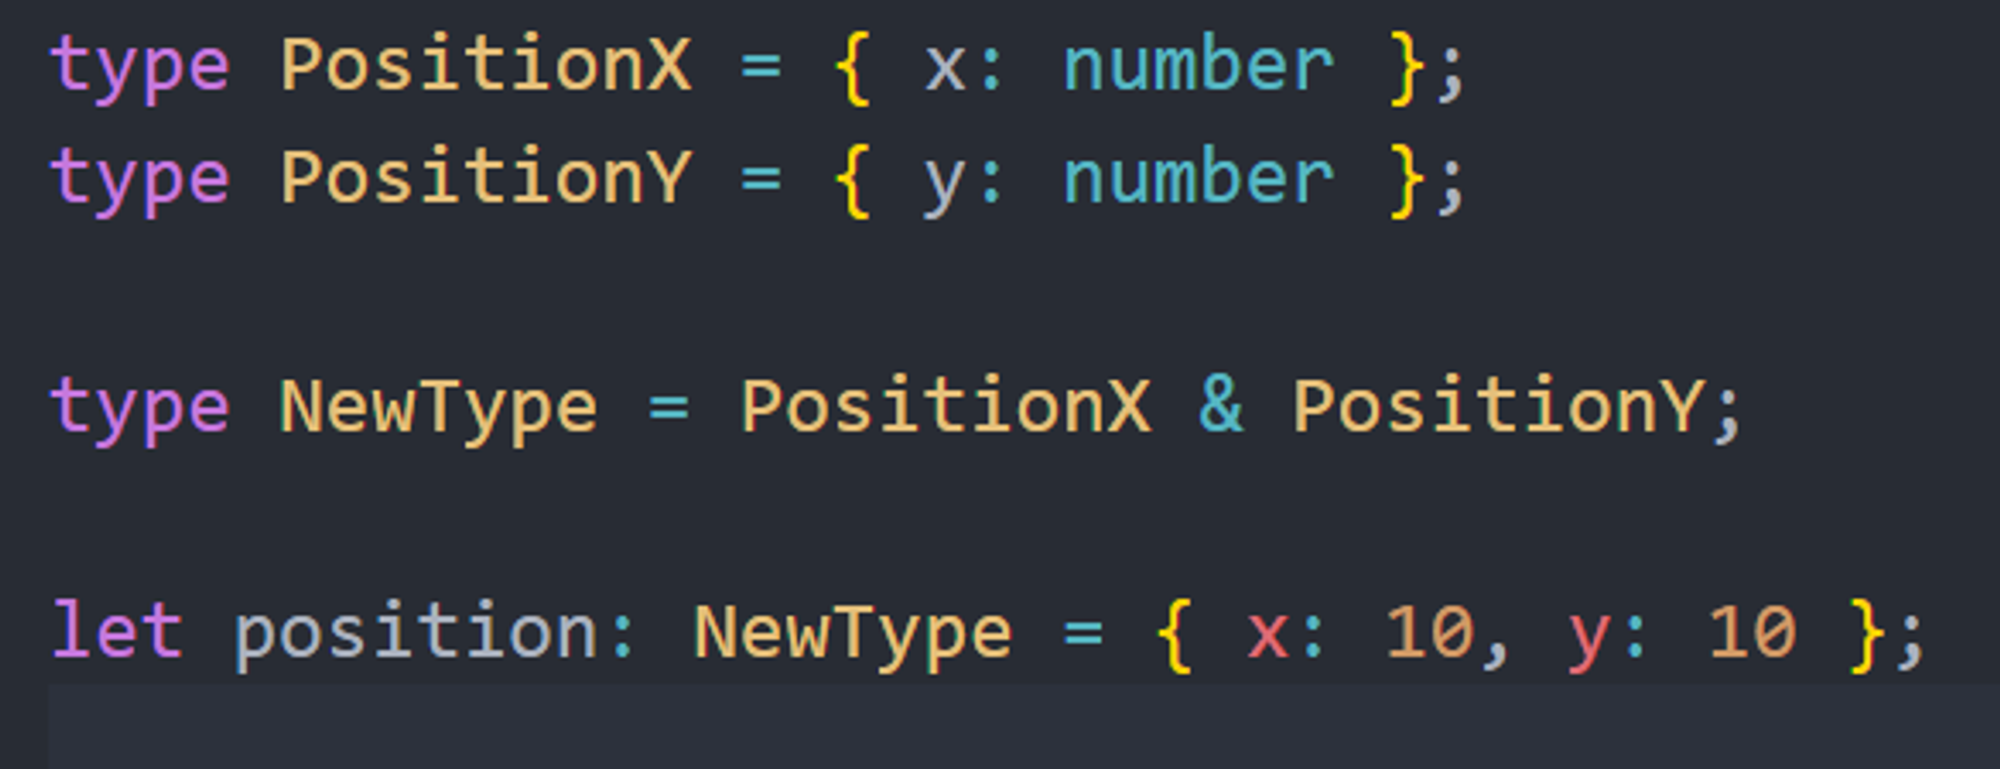 type PositionX = { x: number };
type PositionY = { y: number };
type NewType = PositionX & PositionY;
let position: NewType = { x: 10, y: 10 };